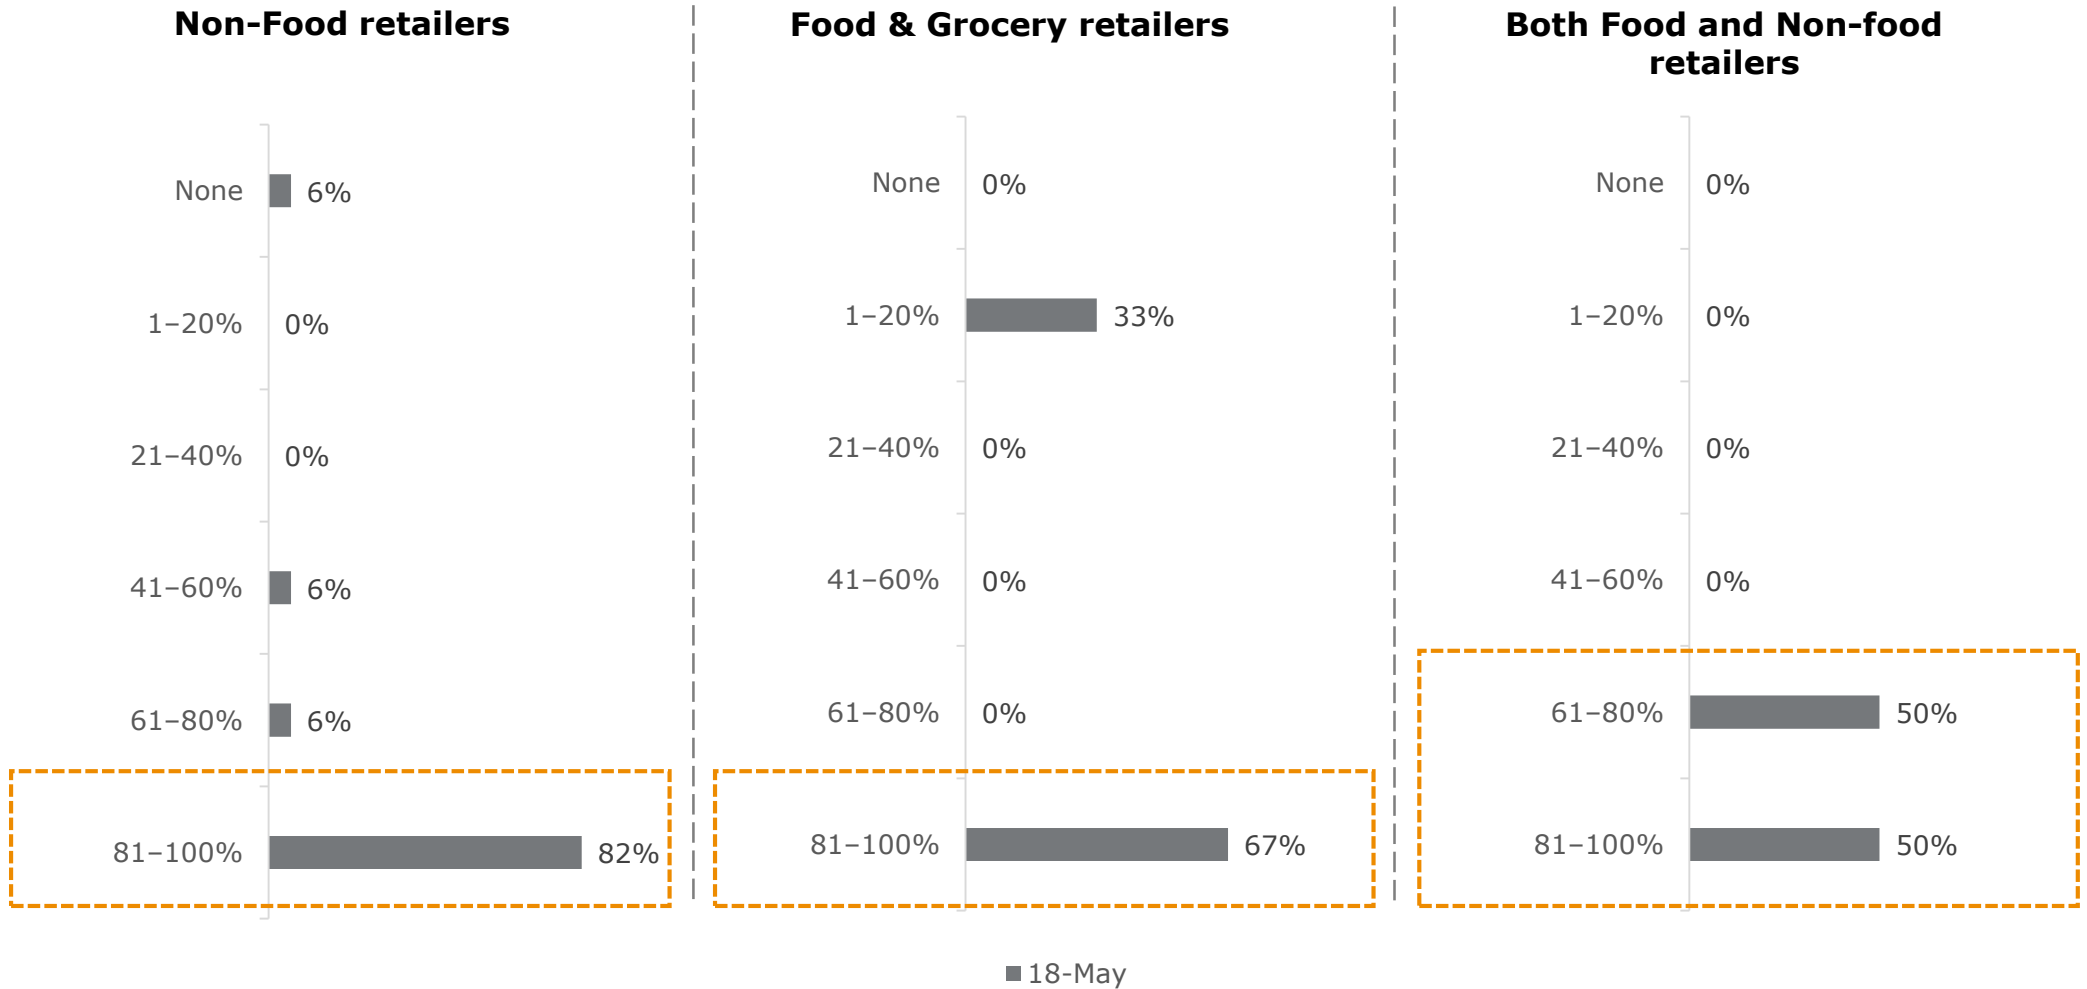 Non-Food retailers
None 6%
1–20% 0%
21–40% 0%
41–60% 6%
61–80% 6%
81–100% 82%
Food & Grocery retailers
None 0%
1–20% 33%
21–40% 0%
41–60% 0%
61–80% 0%
81–100% 67%
Both Food and Non-food
retailers
None 0%
1–20% 0%
21–40% 0%
41–60% 0%
61–80% 50%
81–100% 50%
18-May